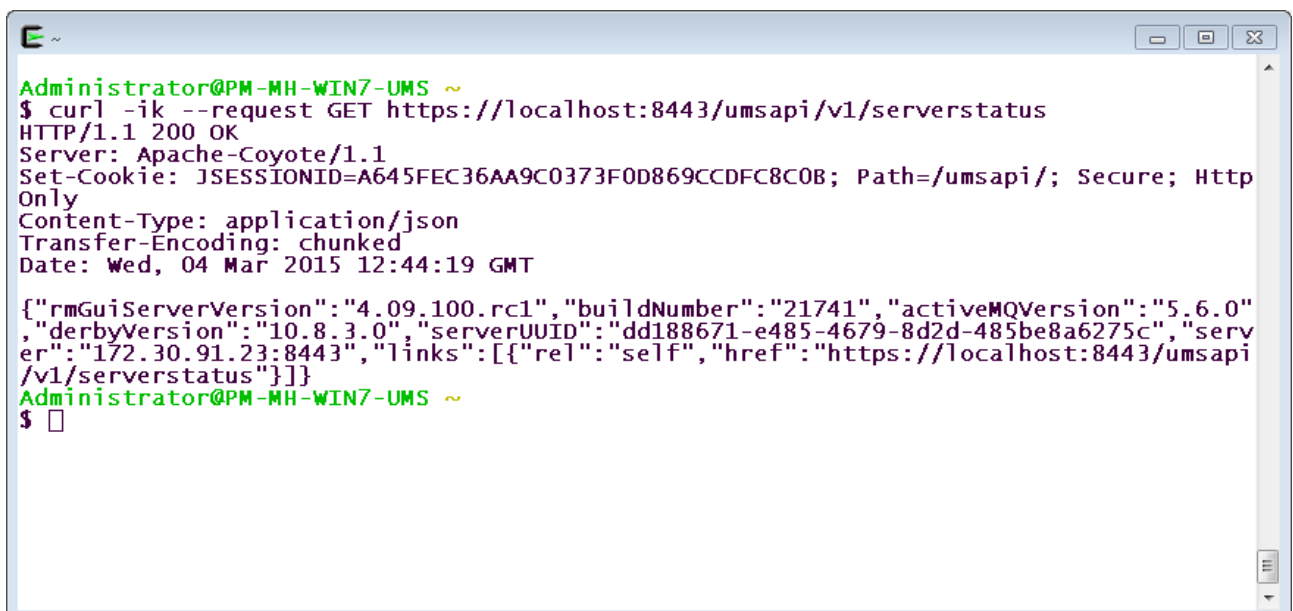 ~
Administrator@PM-MH-WIN7-UMS ~
$ curl -ik --request GET https://localhost:8443/umsapi/v1/serverstatus
HTTP/1.1 200 OK
Server: Apache-Coyote/1.1
Set-Cookie: JSESSIONID=A645FEC36AA9C0373F0D869CCDFC8C0B; Path=/umsapi/; Secure; Http
Only
Content-Type: application/json
Transfer-Encoding: chunked
Date: Wed, 04 Mar 2015 12:44:19 GMT
{"rmGuiServerVersion":"4.09.100.rc1","buildNumber":"21741","activeMQVersion":"5.6.0"
,"derbyVersion":"10.8.3.0","serverUUID":"dd188671-e485-4679-8d2d-485be8a6275c","serv
er":"172.30.91.23:8443","links":[{"rel":"self","href":"https://localhost:8443/umsapi
/v1/serverstatus"}]}
Administrator@PM-MH-WIN7-UMS ~
$